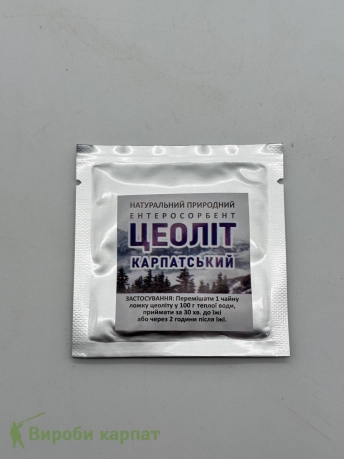 НАТУРАЛЬНИЙ ПРИРОДНИЙ
ЕНТЕРОСОРБЕНТ
ЦЕОЛІТ
КАРПАТСЬКИЙ
ЗАСТОСУВАННЯ: Перемішати 1 чайну
ложку цеоліту у 100 г теплої води,
приймати за 30 хв. до їжі
або через 2 години після їжі.
Вироби карпат